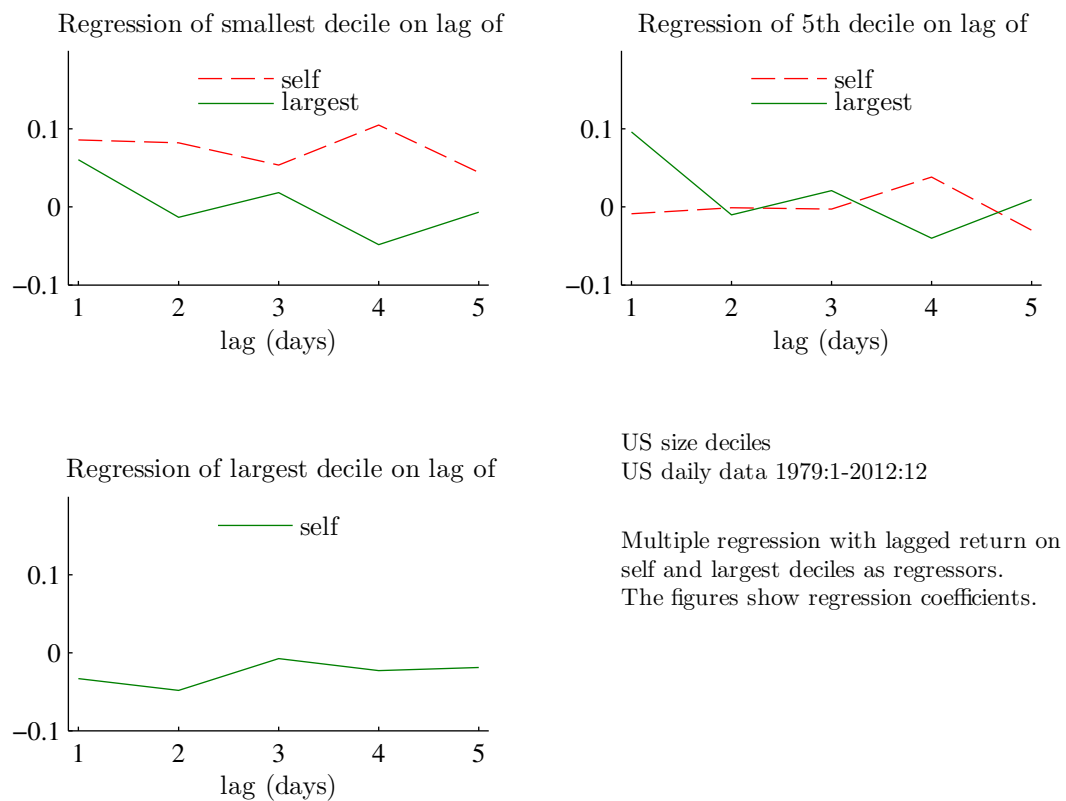 Regression of smallest decile on lag of
self
largest
0.1
0
−0.1
1 2 3 4 5
lag (days)
Regression of 5th decile on lag of
self
largest
0.1
0
−0.1
1 2 3 4 5
lag (days)
Regression of largest decile on lag of
self
0.1
0
−0.1
1 2 3 4 5
lag (days)
US size deciles
US daily data 1979:1-2012:12
Multiple regression with lagged return on
self and largest deciles as regressors.
The figures show regression coefficients.